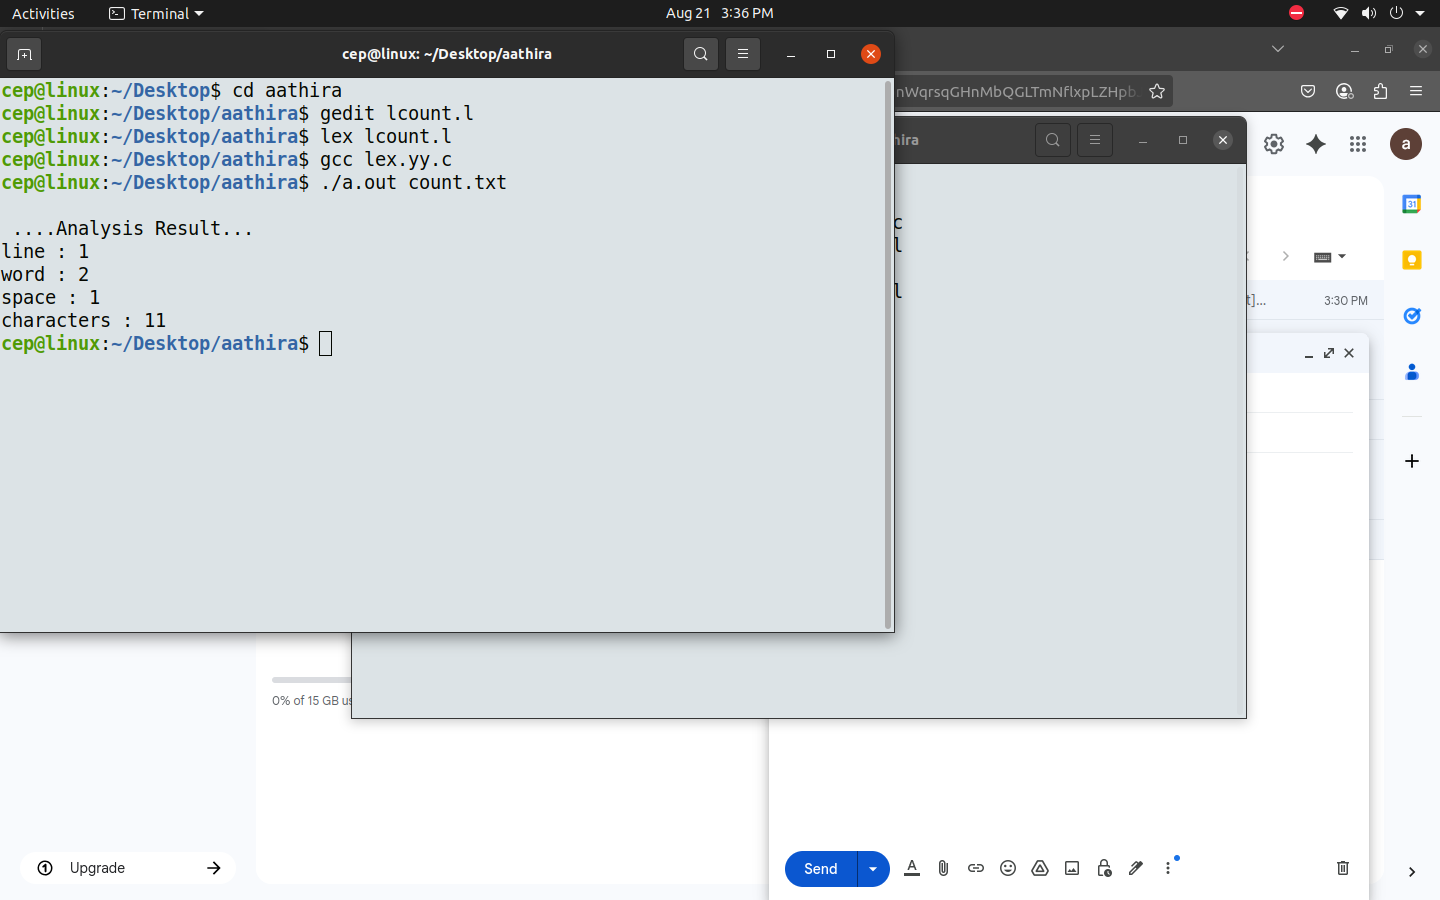 Activities
Terminal
Aug 21 3:36 PM
cep@linux: ~/Desktop/aathira
cep@linux:~/Desktop$ cd aathira
cep@linux:~/Desktop/aathira$ gedit lcount.l
cep@linux:~/Desktop/aathira$ lex lcount.l
cep@linux:~/Desktop/aathira$ gcc lex.yy.c
cep@linux:~/Desktop/aathira$ ./a.out count.txt
....Analysis Result...
line : 1
word : 2
space : 1
characters : 11
cep@linux:~/Desktop/aathira$
hira
c
l
l
a
31
t]...
3:30 PM
0% of 15 GB us
Upgrade
Send